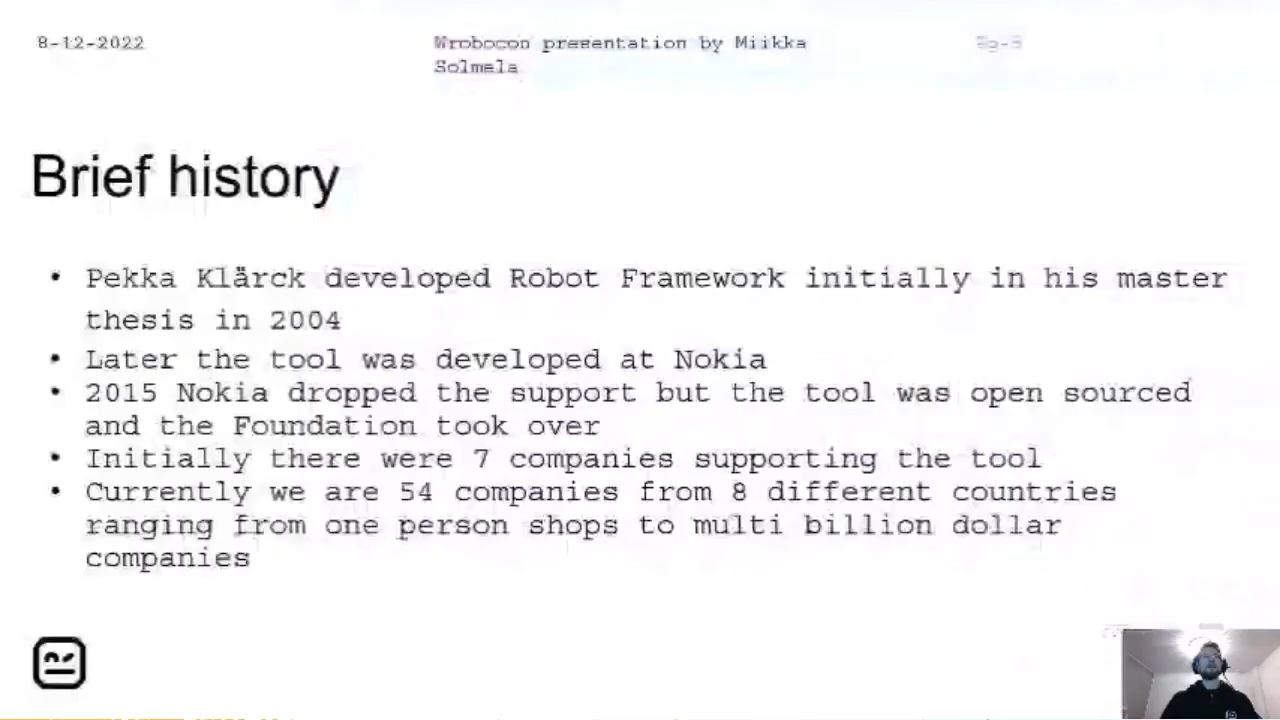 8-12-2022
Wrobocon presentation by Miikka
Solmela
Brief history
• Pekka Klärck developed Robot Framework initially in his master
thesis in 2004
• Later the tool was developed at Nokia
• 2015 Nokia dropped the support but the tool was open sourced
and the Foundation took over
• Initially there were 7 companies supporting the tool
• Currently we are 54 companies from 8 different countries
ranging from one person shops to multi billion dollar
companies